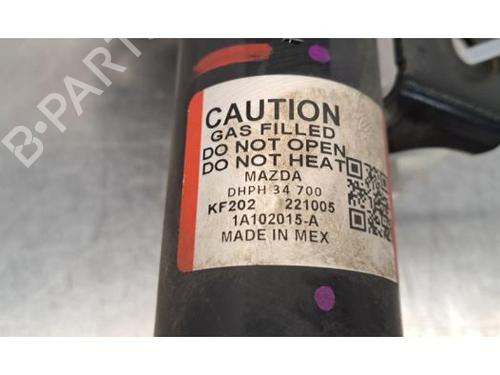 B-PARTS
CAUTION
GAS FILLED
DO NOT OPEN
DO NOT HEAT
MAZDA
DHPH 34 700
KF202 221005
1A102015-A
MADE IN MEX